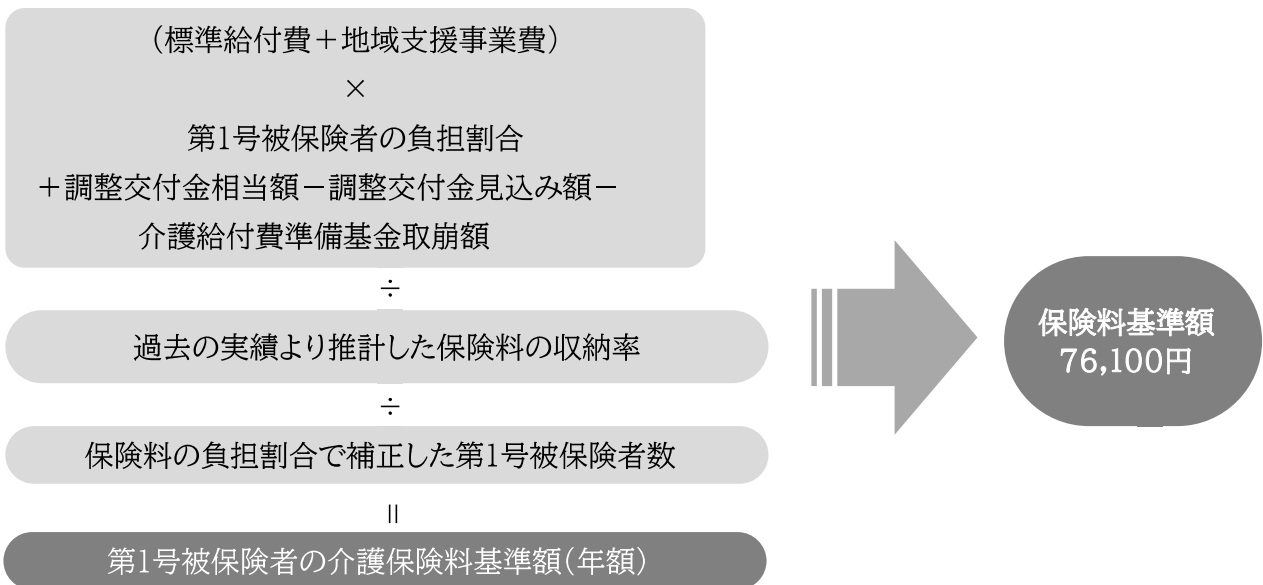 （標準給付費＋地域支援事業費）
×
第1号被保険者の負担割合
＋調整交付金相当額－調整交付金見込み額－
介護給付費準備基金取崩額
÷
過去の実績より推計した保険料の収納率
÷
保険料の負担割合で補正した第1号被保険者数
＝
第1号被保険者の介護保険料基準額（年額）
保険料基準額
76,100円